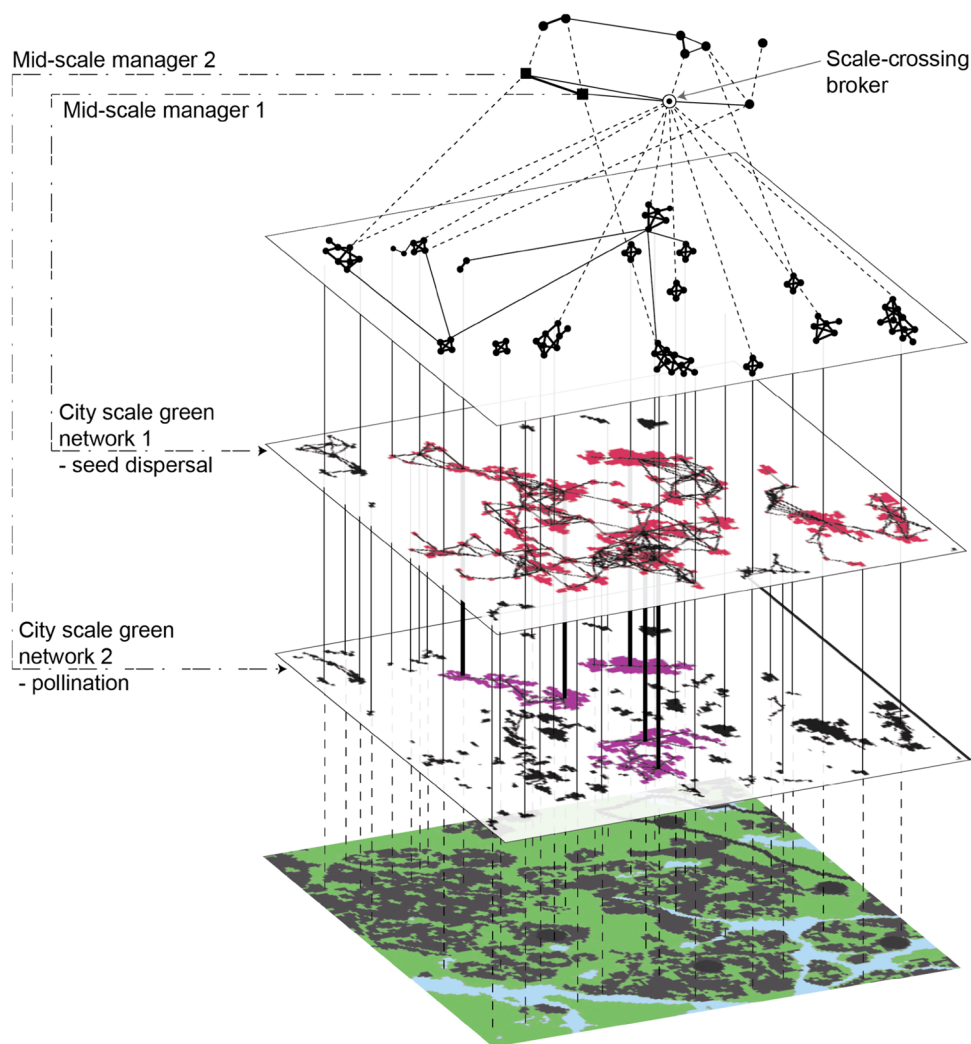 Mid-scale manager 2
Mid-scale manager 1
Scale-crossing
broker
City scale green
network 1
- seed dispersal
City scale green
network 2
- pollination